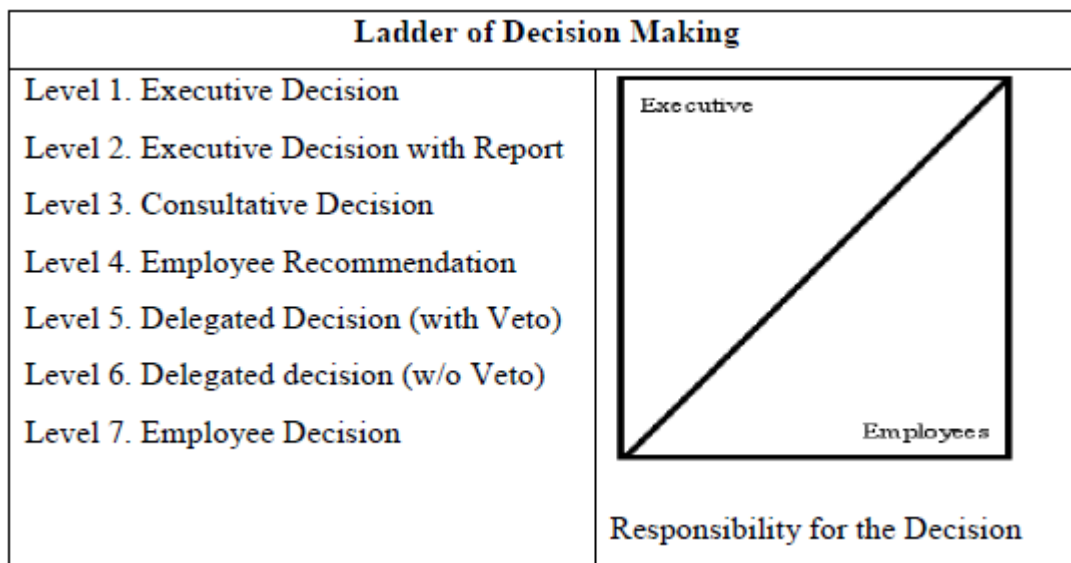 Ladder of Decision Making
Level 1. Executive Decision
Level 2. Executive Decision with Report
Level 3. Consultative Decision
Level 4. Employee Recommendation
Level 5. Delegated Decision (with Veto)
Level 6. Delegated decision (w/o Veto)
Level 7. Employee Decision
Executive
Employees
Responsibility for the Decision